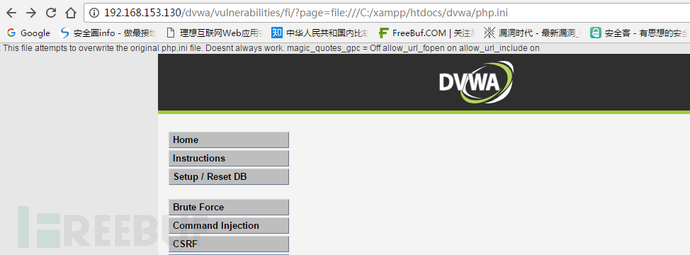 192.168.153.130/dvwa/vulnerabilities/fi/?page=file:///C:/xampp/htdocs/dvwa/php.ini
Google 安全圈info - 做最接 理想互联网Web应用 中华人民共和国内比 FreeBuf.COM | 关注 漏洞时代 - 最新漏洞_ 安全客 - 有思想的安
This file attempts to overwrite the original php.ini file. Doesnt always work. magic_quotes_gpc = Off allow_url_fopen on allow_url_include on
DVWA
Home
Instructions
Setup / Reset DB
Brute Force
Command Injection
CSRF
FREEBUF